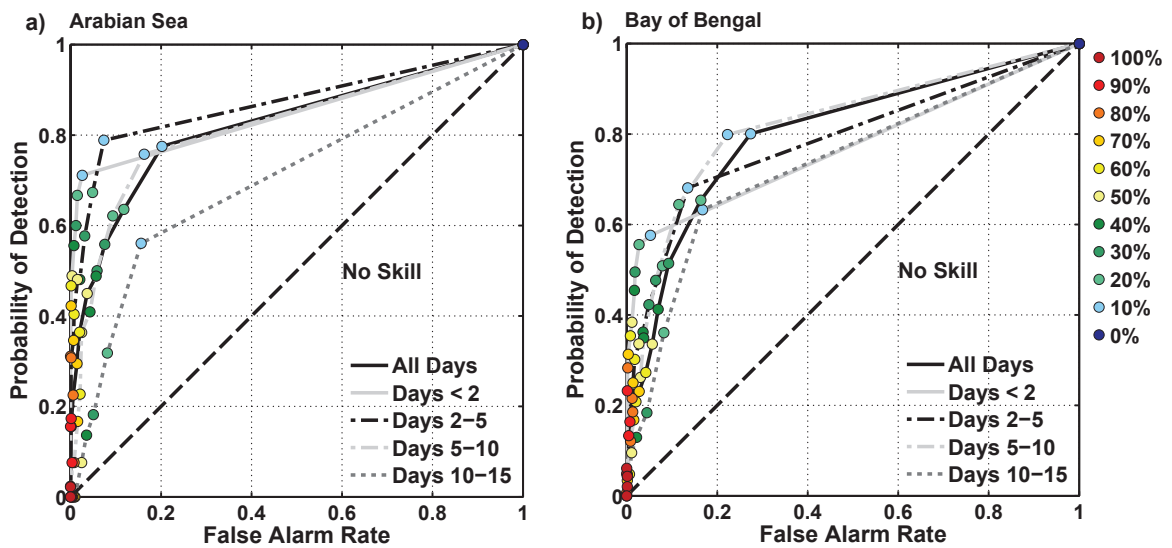 a) Arabian Sea
Probability of Detection
1
0.8
0.6
0.4
0.2
0
0 0.2 0.4 0.6 0.8 1
False Alarm Rate
No Skill
All Days
Days < 2
Days 2−5
Days 5−10
Days 10−15
b) Bay of Bengal
Probability of Detection
1
0.8
0.6
0.4
0.2
0
0 0.2 0.4 0.6 0.8 1
False Alarm Rate
No Skill
All Days
Days < 2
Days 2−5
Days 5−10
Days 10−15
100%
90%
80%
70%
60%
50%
40%
30%
20%
10%
0%